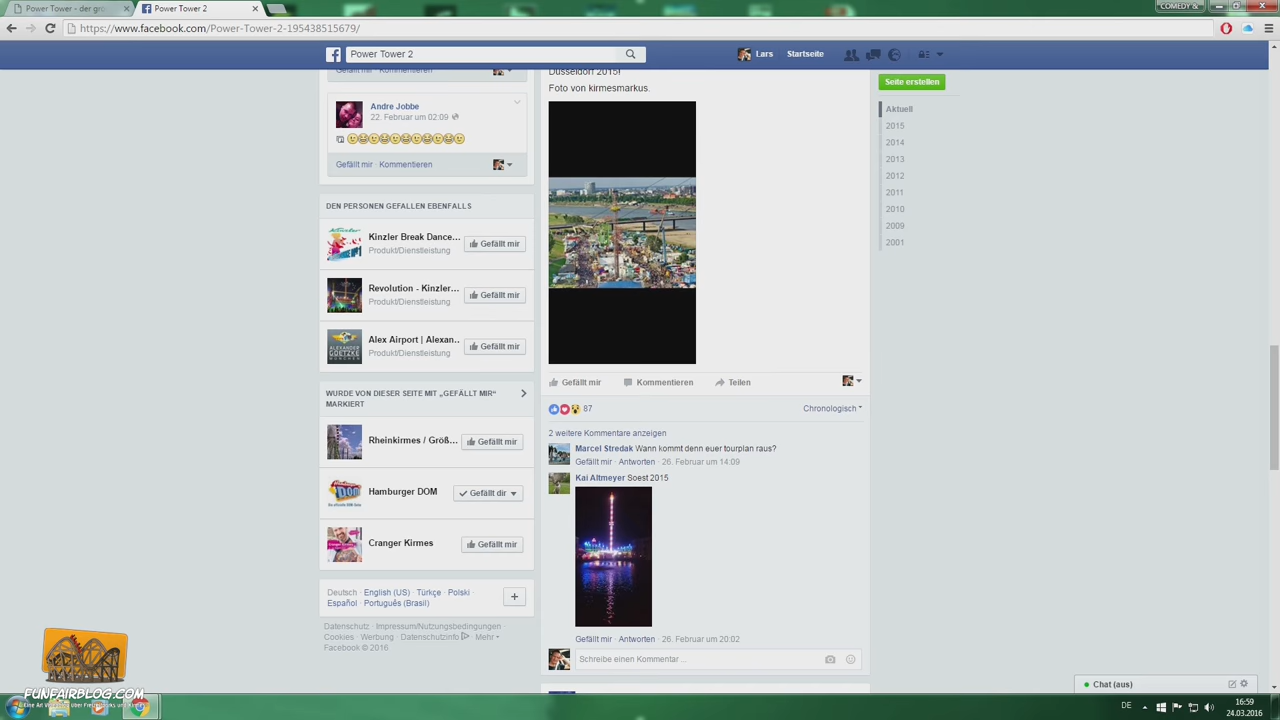 Power Tower 2
COMEDY &
https://www.facebook.com/Power-Tower-2-195438515679/
Power Tower 2
Lars
Startseite
Gefällt mir · Kommentieren
Andre Jobbe
22. Februar um 02:09
Gefällt mir · Kommentieren
DEN PERSONEN GEFALLEN EBENFALLS
Kinzler Break Dance...
Produkt/Dienstleistung
Gefällt mir
Revolution - Kinzler...
Produkt/Dienstleistung
Gefällt mir
Alex Airport | Alexan..
Produkt/Dienstleistung
Gefällt mir
WURDE VON DIESER SEITE MIT „GEFÄLLT MIR“
MARKIERT
Rheinkirmes / Größ...
Gefällt mir
Hamburger DOM
Gefällt dir
Cranger Kirmes
Gefällt mir
Deutsch · English (US) · Türkçe · Polski ·
Español · Português (Brasil)
Datenschutz · Impressum/Nutzungsbedingungen ·
Cookies · Werbung · Datenschutzinfo · Mehr
Facebook © 2016
Düsseldorf 2015!
Foto von kirmesmarkus.
Gefällt mir
Kommentieren
Teilen
87
Chronologisch
2 weitere Kommentare anzeigen
Marcel Stredak Wann kommt denn euer tourplan raus?
Gefällt mir · Antworten · 26. Februar um 14:09
Kai Altmeyer Soest 2015
Gefällt mir · Antworten · 26. Februar um 20:02
Schreibe einen Kommentar ...
Seite erstellen
Aktuell
2015
2014
2013
2012
2011
2010
2009
2001
Chat (aus)
FUNFAIRBLOG.COM
DE
16:59
24.03.2016